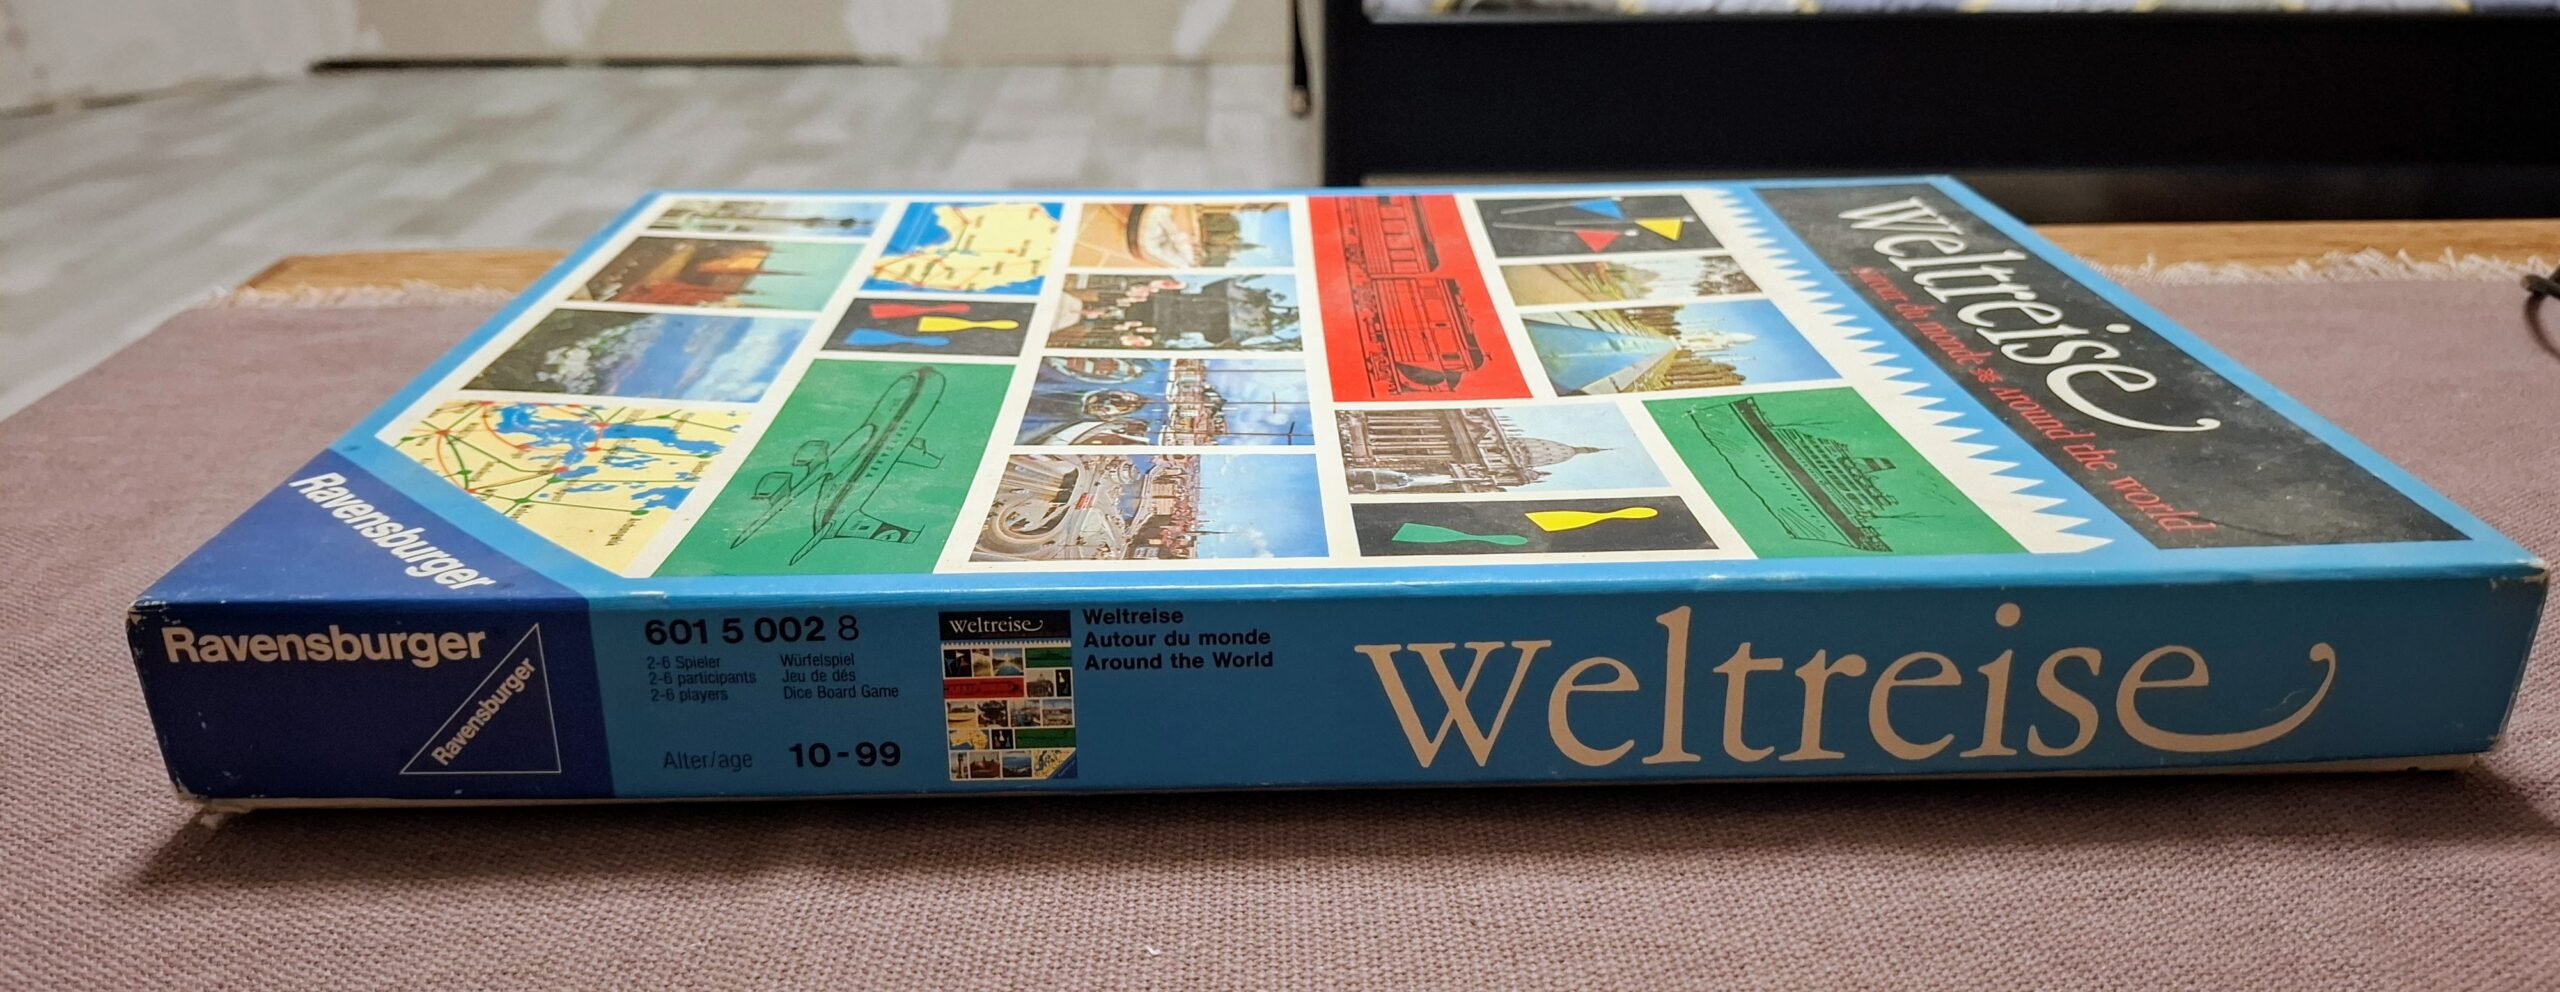 Weltreise
Autour du monde * Around the world
Ravensburger
Ravensburger
Ravensburger
601 5 002 8
2-6 Spieler
2-6 participants
2-6 players
Würfelspiel
Jeu de dés
Dice Board Game
Alter/age 10-99
Weltreise
Weltreise
Autour du monde
Around the World
Weltreise